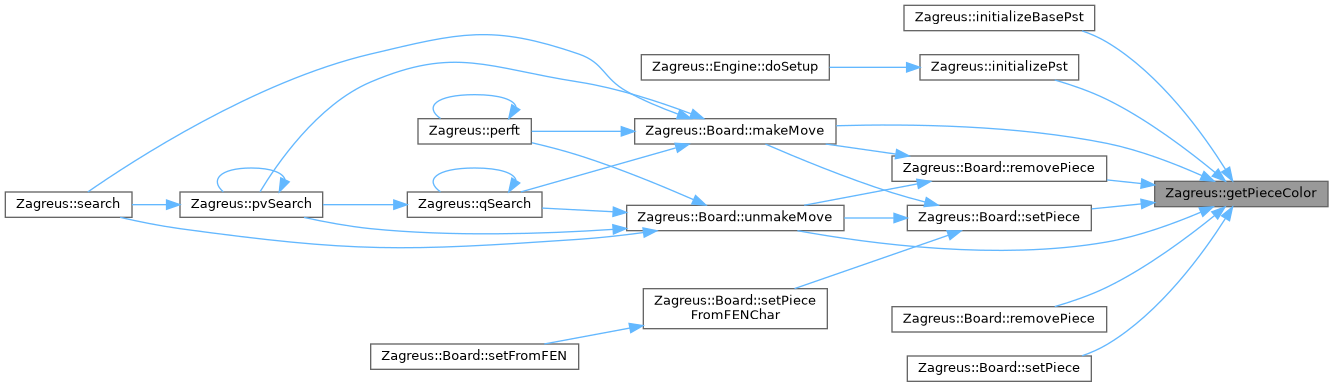 Zagreus::initializeBasePst
Zagreus::Engine::doSetup
Zagreus::initializePst
Zagreus::perft
Zagreus::Board::makeMove
Zagreus::Board::removePiece
Zagreus::getPieceColor
Zagreus::search
Zagreus::pvSearch
Zagreus::qSearch
Zagreus::Board::unmakeMove
Zagreus::Board::setPiece
Zagreus::Board::setPiece
FromFENChar
Zagreus::Board::removePiece
Zagreus::Board::setFromFEN
Zagreus::Board::setPiece